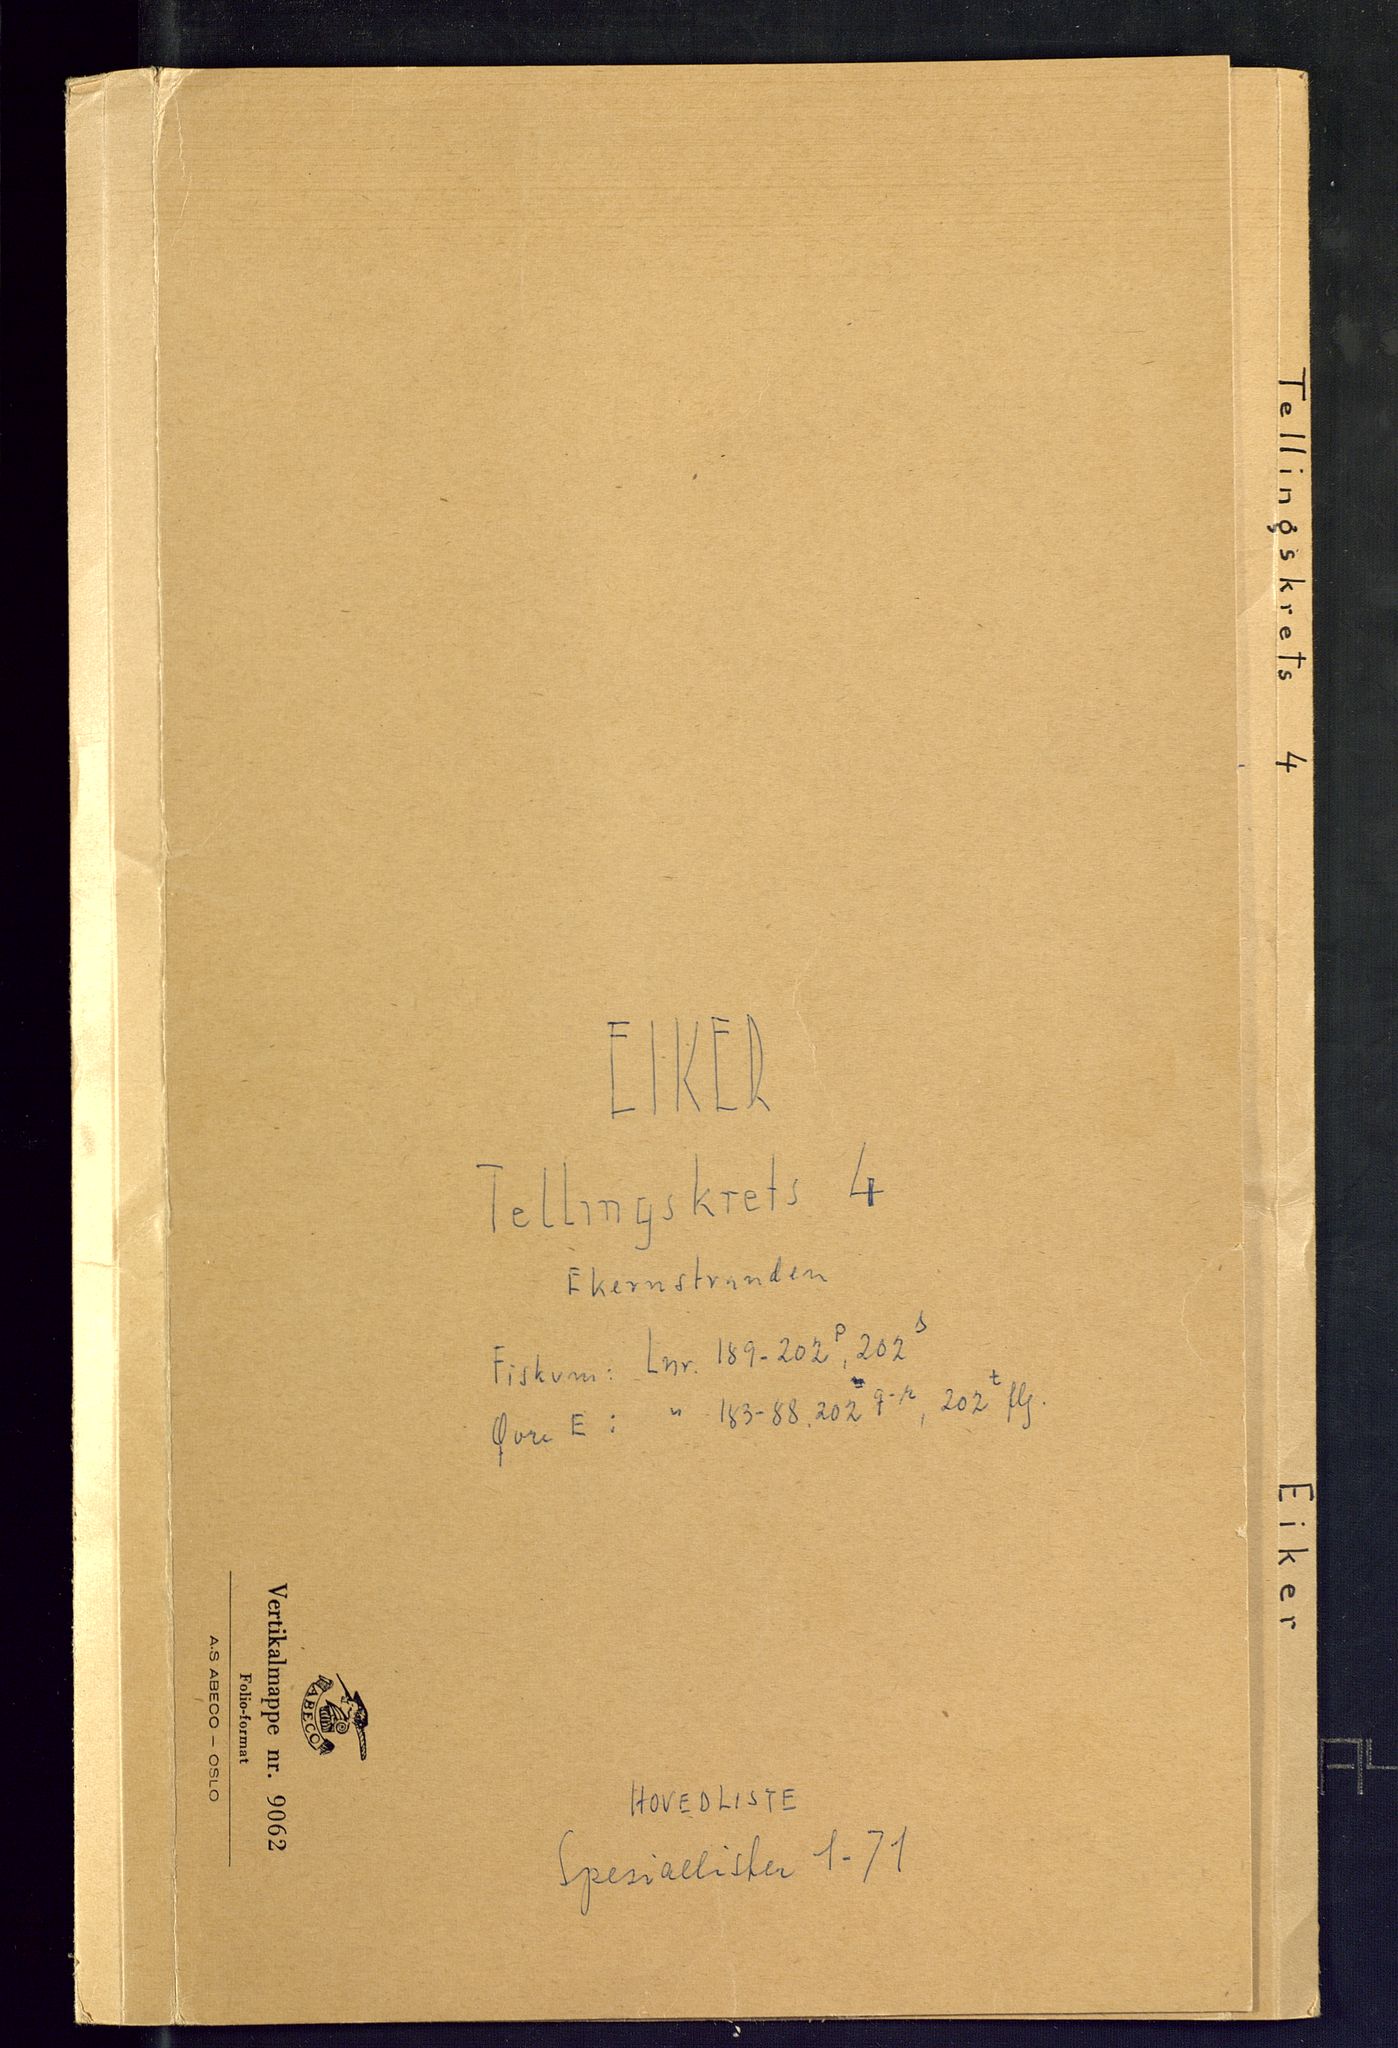 EIKER
Tellingskrets 4
Ekernstranden
Fiskum: Lnr. 189-202ᵖ, 202ˢ
Øvre E: " 183-88, 202 q-r, 202ᵗ flg.
HOVEDLISTE
Spesiallister 1-71
Vertikalmappe nr. 9062
Folio-format
A.S ABECO – OSLO
ABECO
Tellingskrets 4
Eiker